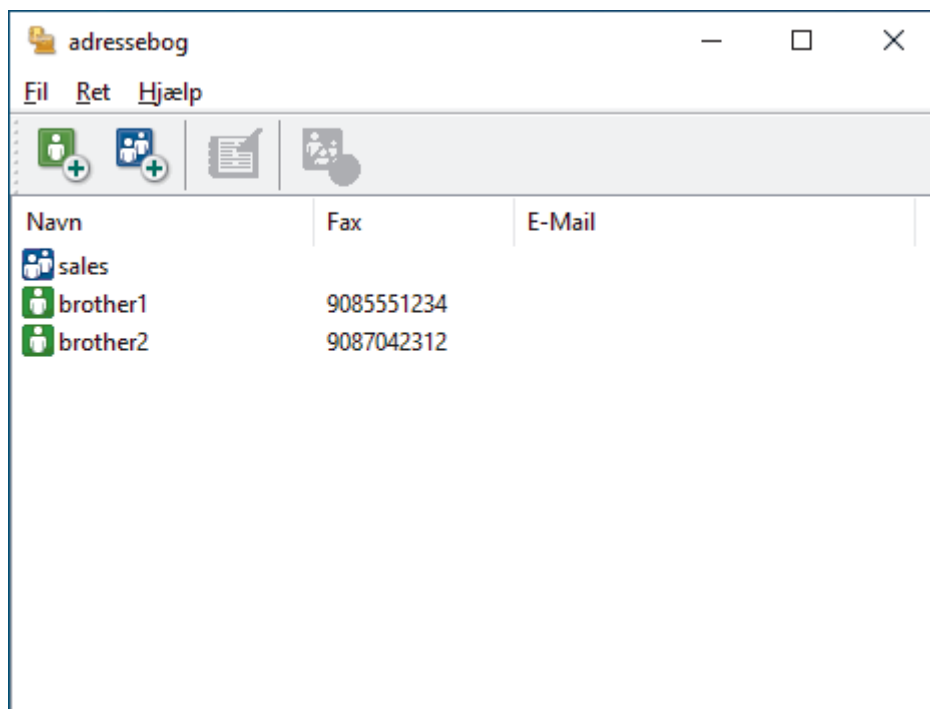 adressebog
Fil Ret Hjælp
Navn Fax E-Mail
sales
brother1 9085551234
brother2 9087042312